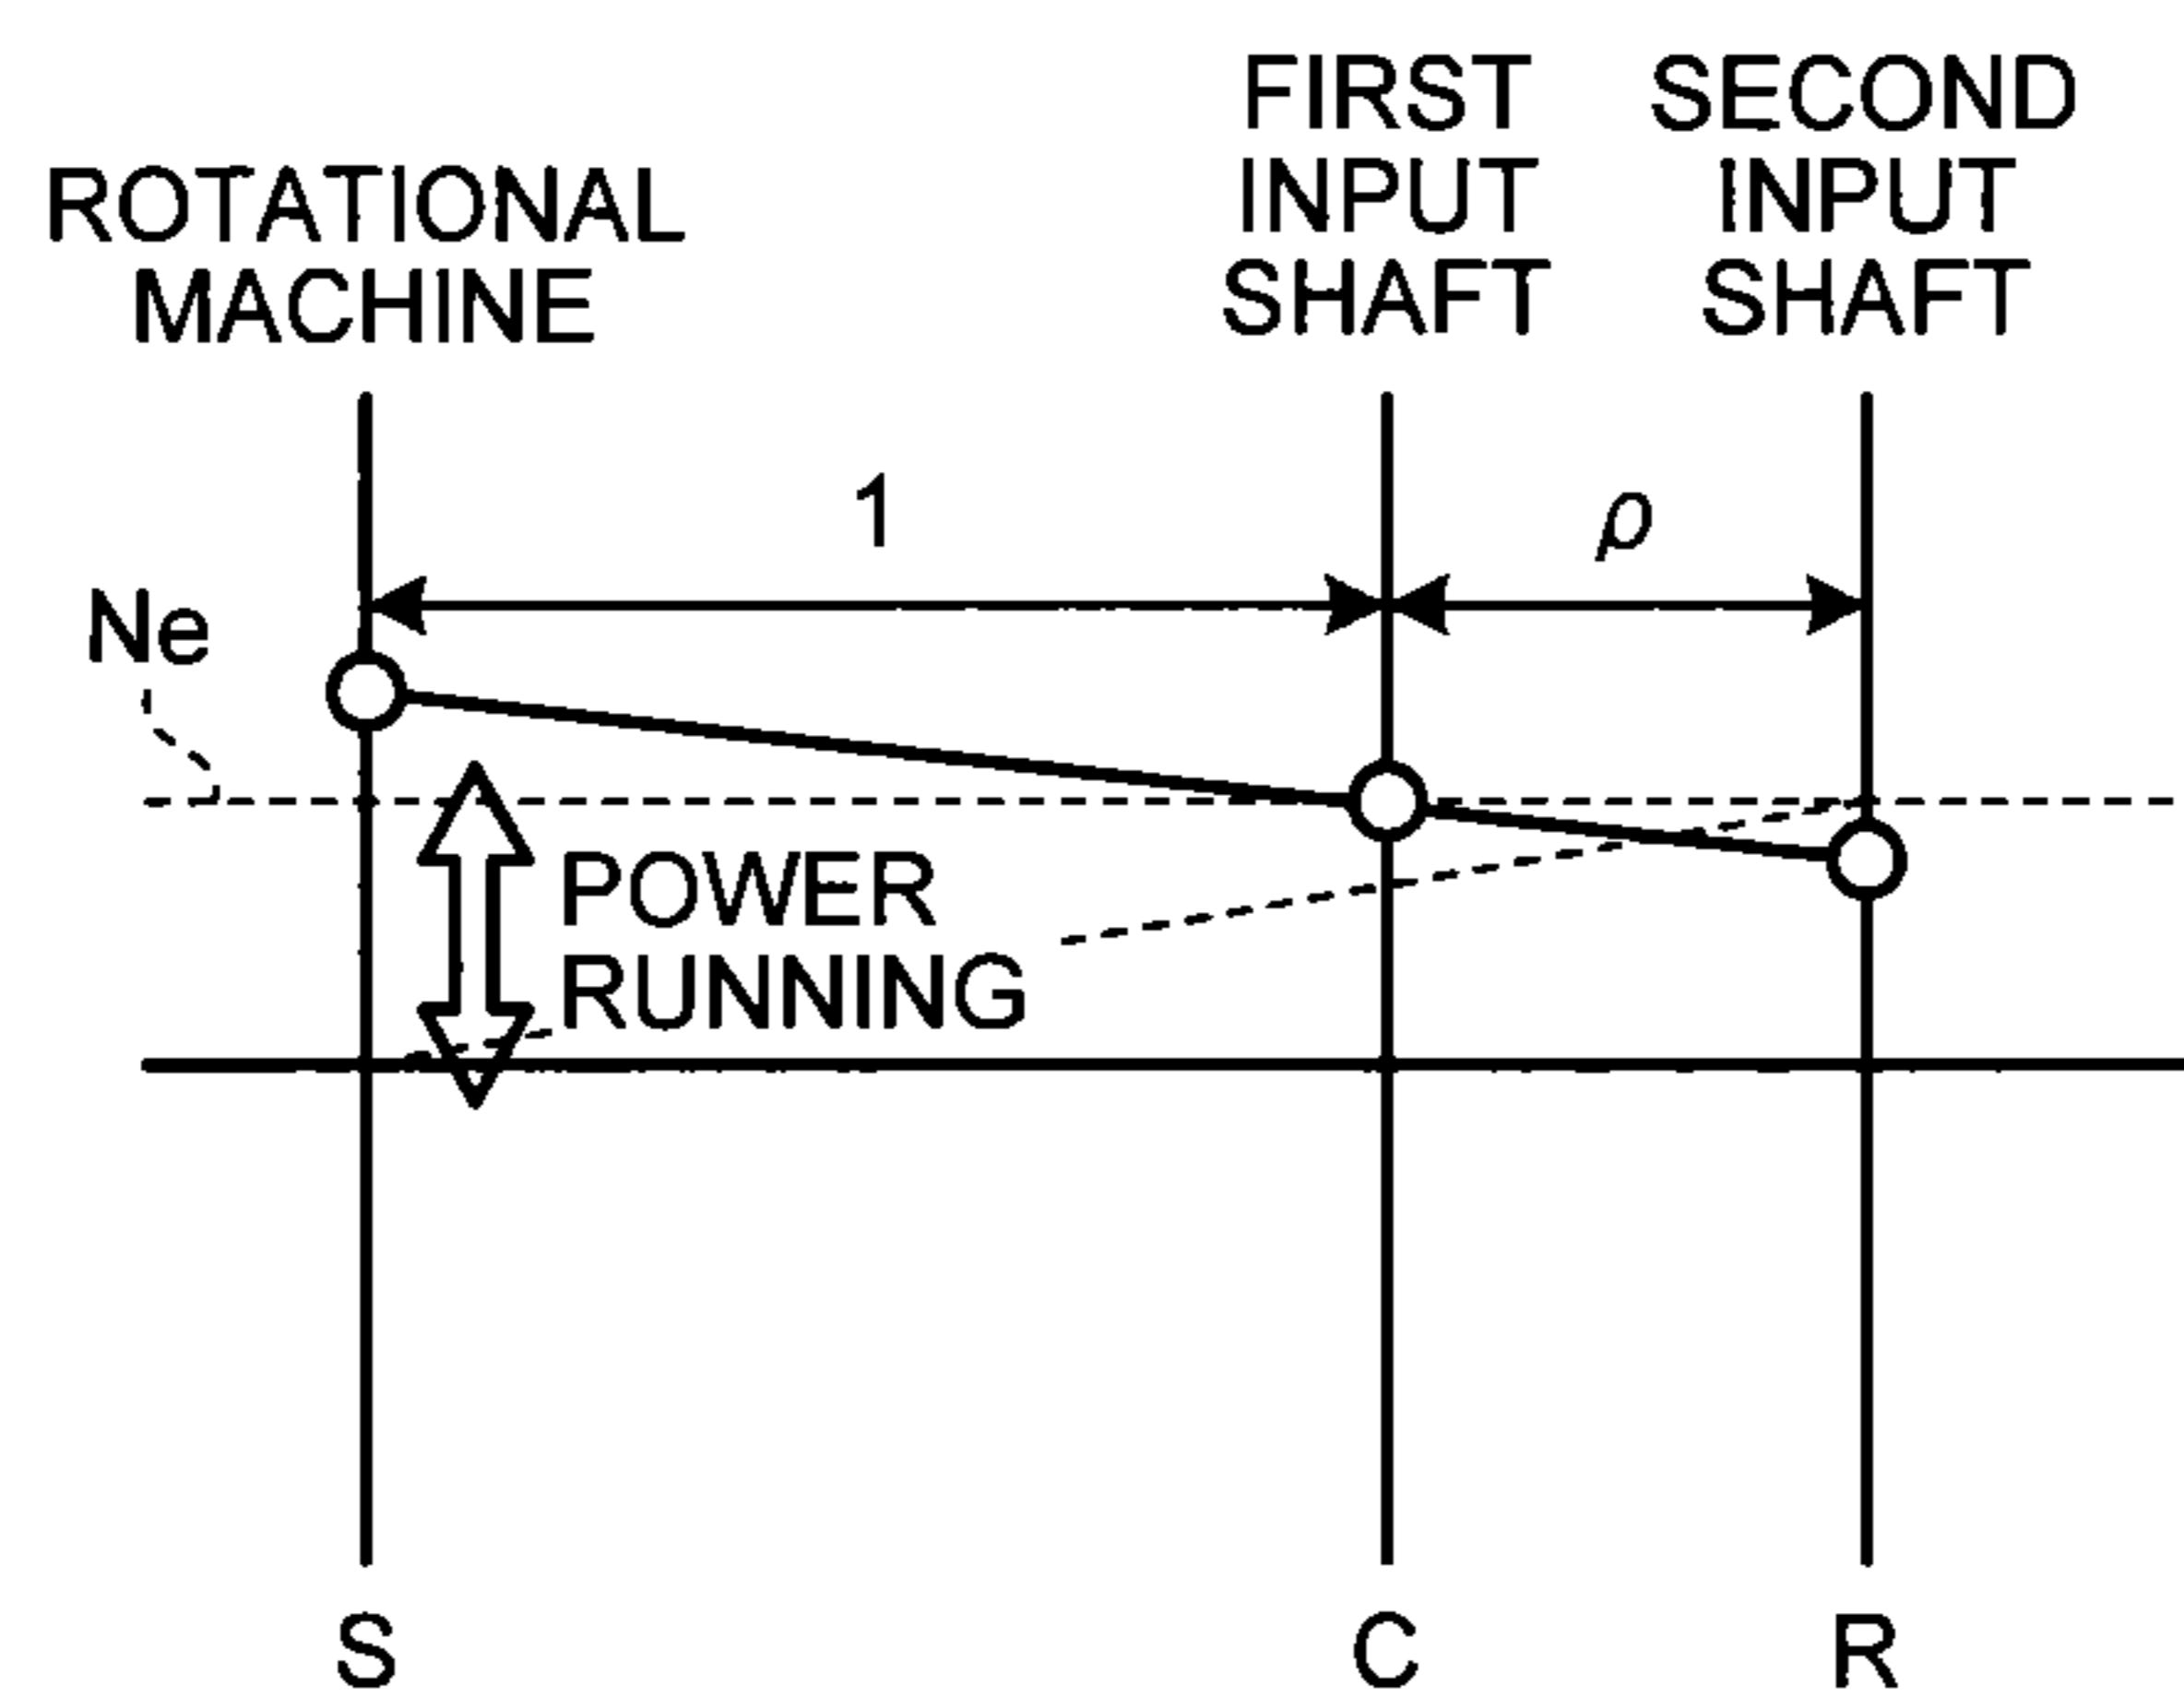 ROTATIONAL
MACHINE
FIRST
INPUT
SHAFT
SECOND
INPUT
SHAFT
1
ρ
Ne
POWER
RUNNING
S
C
R